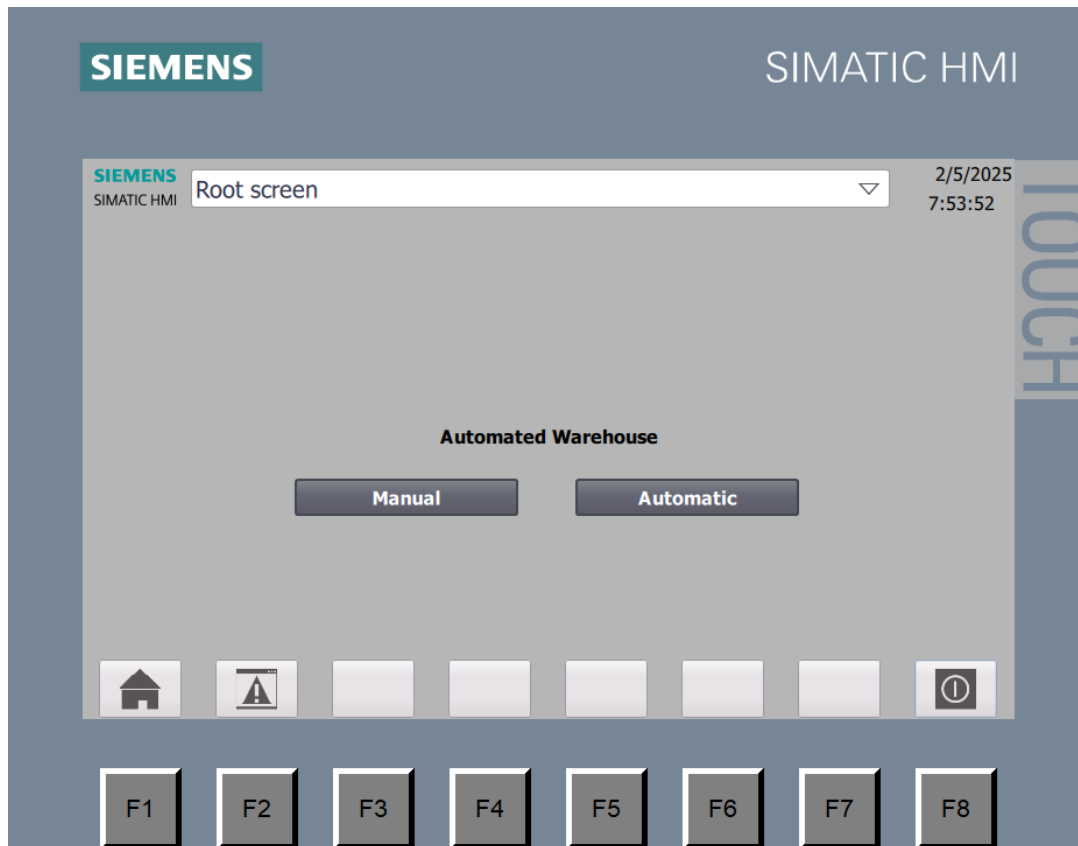 SIEMENS
SIMATIC HMI
SIEMENS
SIMATIC HMI
Root screen
2/5/2025
7:53:52
TOUCH
Automated Warehouse
Manual
Automatic
F1
F2
F3
F4
F5
F6
F7
F8